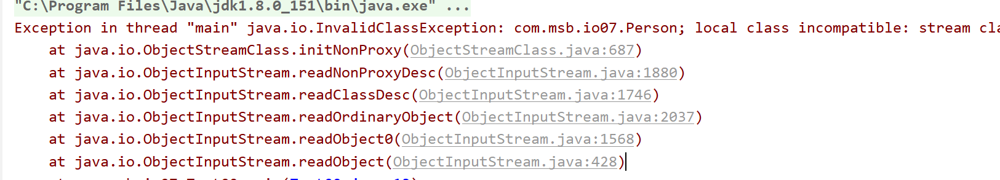 "C:\Program Files\Java\jdk1.8.0_151\bin\java.exe" ...
Exception in thread "main" java.io.InvalidClassException: com.msb.io07.Person; local class incompatible: stream cla
at java.io.ObjectStreamClass.initNonProxy(ObjectStreamClass.java:687)
at java.io.ObjectInputStream.readNonProxyDesc(ObjectInputStream.java:1880)
at java.io.ObjectInputStream.readClassDesc(ObjectInputStream.java:1746)
at java.io.ObjectInputStream.readOrdinaryObject(ObjectInputStream.java:2037)
at java.io.ObjectInputStream.readObject0(ObjectInputStream.java:1568)
at java.io.ObjectInputStream.readObject(ObjectInputStream.java:428)